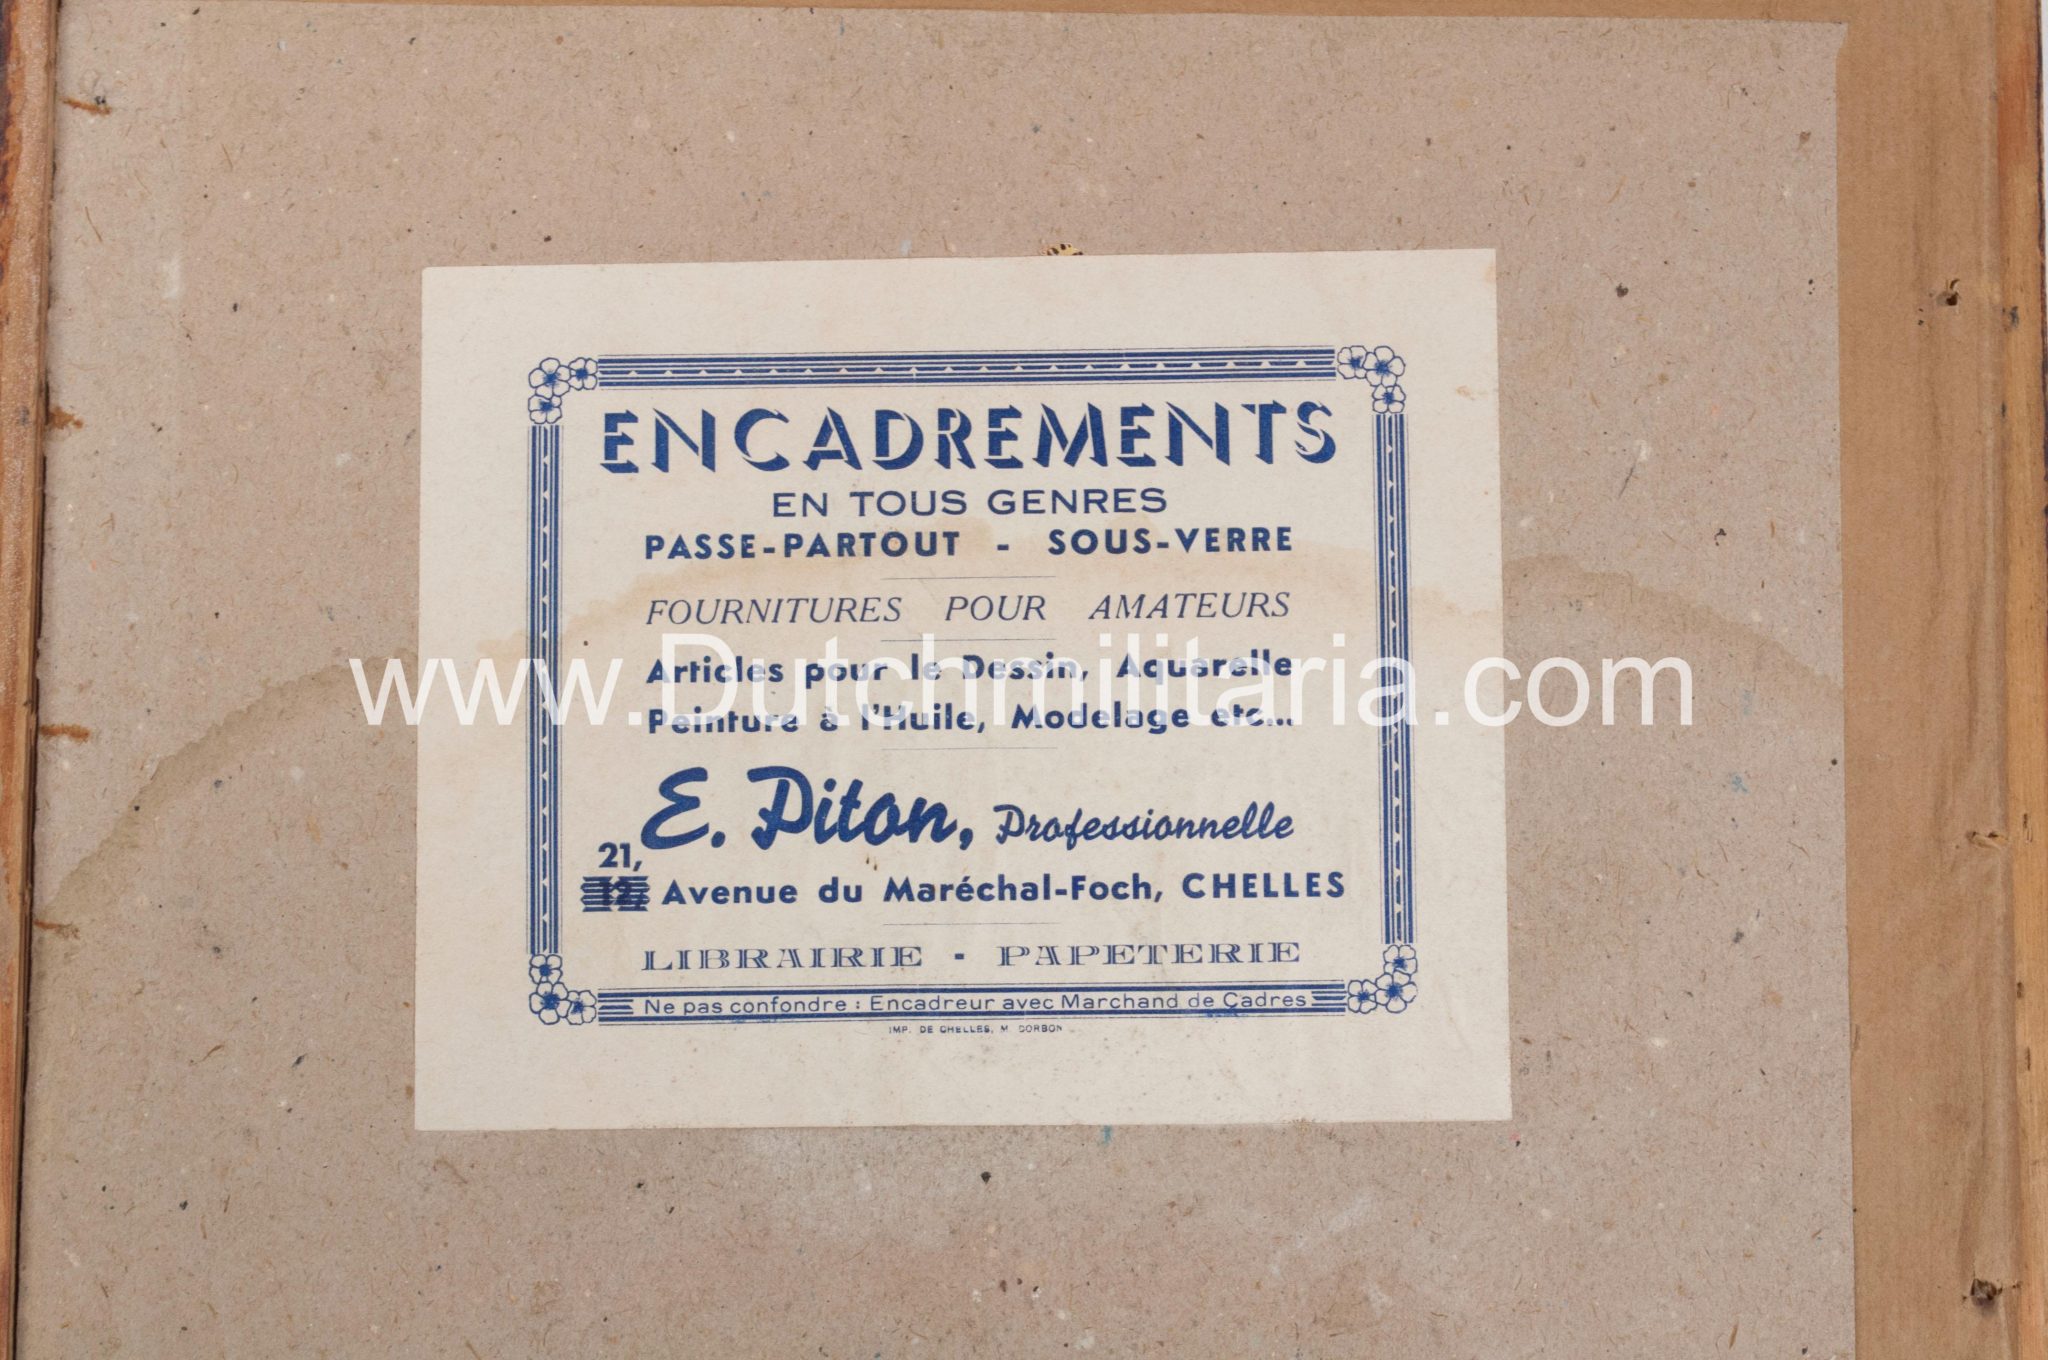 ENCADREMENTS
EN TOUS GENRES
PASSE-PARTOUT - SOUS-VERRE
FOURNITURES POUR AMATEURS
www.Dutchmilitaria.com
Articles pour le Dessin, Aquarelle
Peinture à l'Huile, Modelage etc...
E. Piton, Professionnelle
21,
12, Avenue du Maréchal-Foch, CHELLES
LIBRAIRIE - PAPETERIE
Ne pas confondre : Encadreur avec Marchand de Cadres
IMP. DE CHELLES, M. DORBON